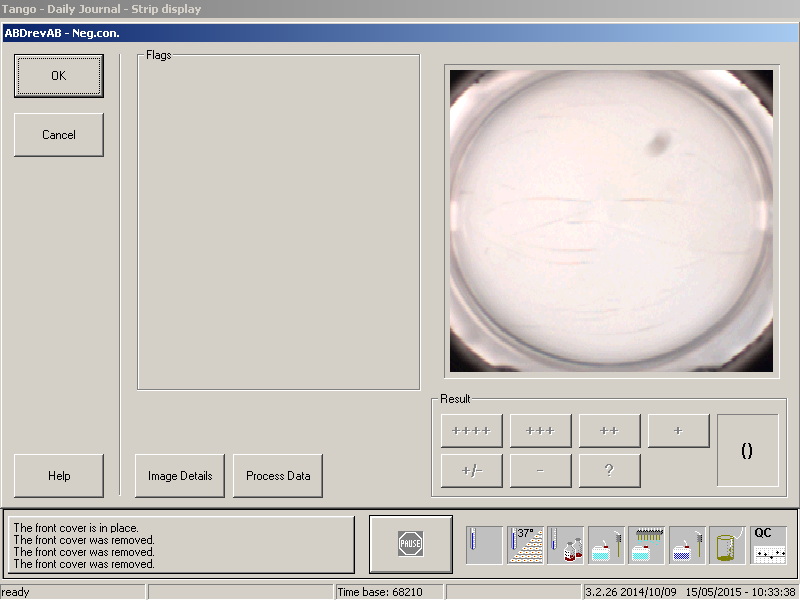 Tango - Daily Journal - Strip display
ABDrevAB - Neg.con.
OK
Cancel
Flags
Result
++++
+++
++
+
+/-
-
?
()
Help
Image Details
Process Data
The front cover is in place.
The front cover was removed.
The front cover was removed.
The front cover was removed.
PAUSE
37°
QC
ready
Time base: 68210
3.2.26 2014/10/09
15/05/2015 - 10:33:38